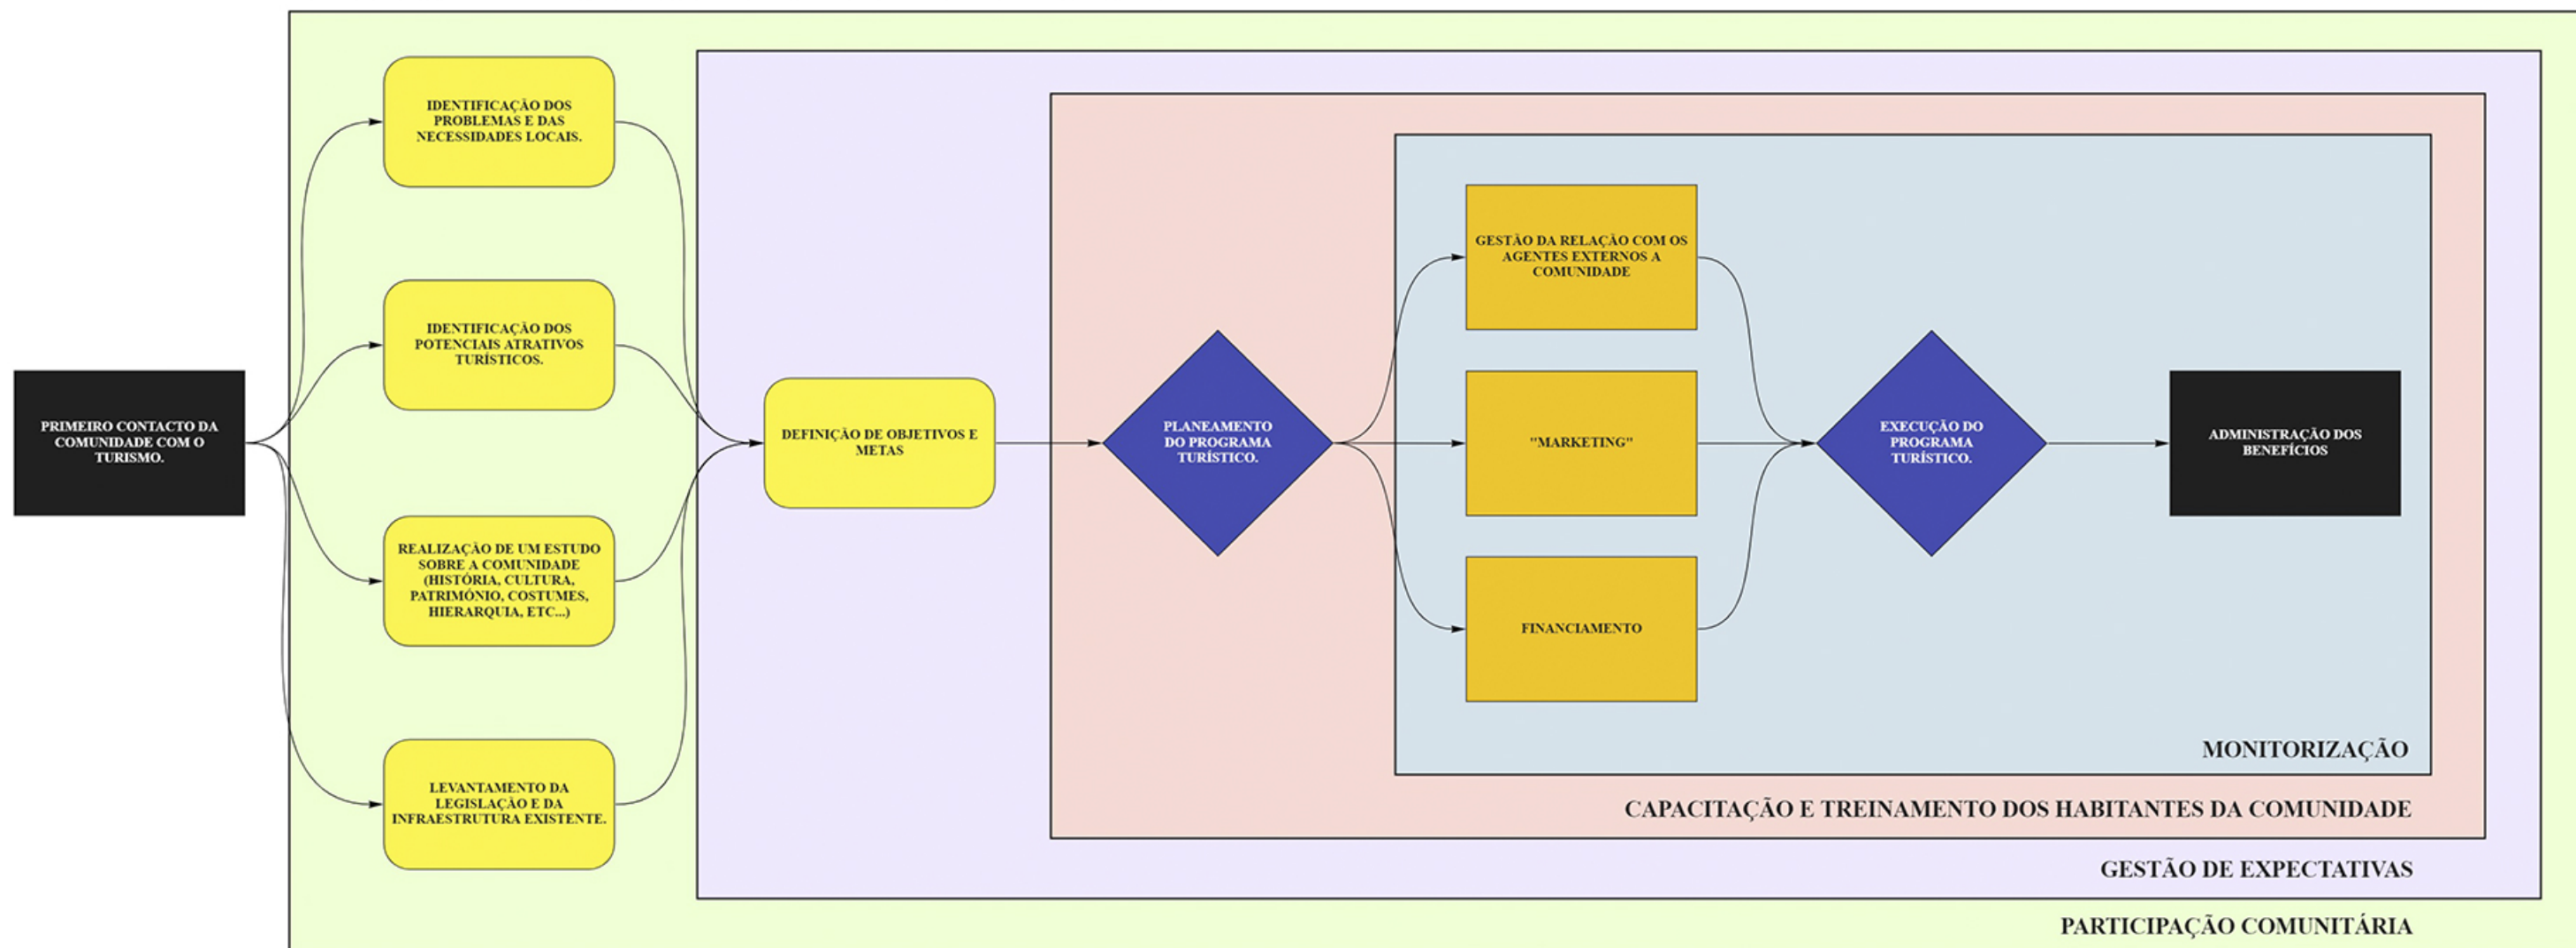 PRIMEIRO CONTACTO DA
COMUNIDADE COM O
TURISMO.
IDENTIFICAÇÃO DOS
PROBLEMAS E DAS
NECESSIDADES LOCAIS.
IDENTIFICAÇÃO DOS
POTENCIAIS ATRATIVOS
TURÍSTICOS.
REALIZAÇÃO DE UM ESTUDO
SOBRE A COMUNIDADE
(HISTÓRIA, CULTURA,
PATRIMÓNIO, COSTUMES,
HIERARQUIA, ETC...)
LEVANTAMENTO DA
LEGISLAÇÃO E DA
INFRAESTRUTURA EXISTENTE.
DEFINIÇÃO DE OBJETIVOS E
METAS
PLANEAMENTO
DO PROGRAMA
TURÍSTICO.
GESTÃO DA RELAÇÃO COM OS
AGENTES EXTERNOS A
COMUNIDADE
"MARKETING"
FINANCIAMENTO
EXECUÇÃO DO
PROGRAMA
TURÍSTICO.
ADMINISTRAÇÃO DOS
BENEFÍCIOS
MONITORIZAÇÃO
CAPACITAÇÃO E TREINAMENTO DOS HABITANTES DA COMUNIDADE
GESTÃO DE EXPECTATIVAS
PARTICIPAÇÃO COMUNITÁRIA